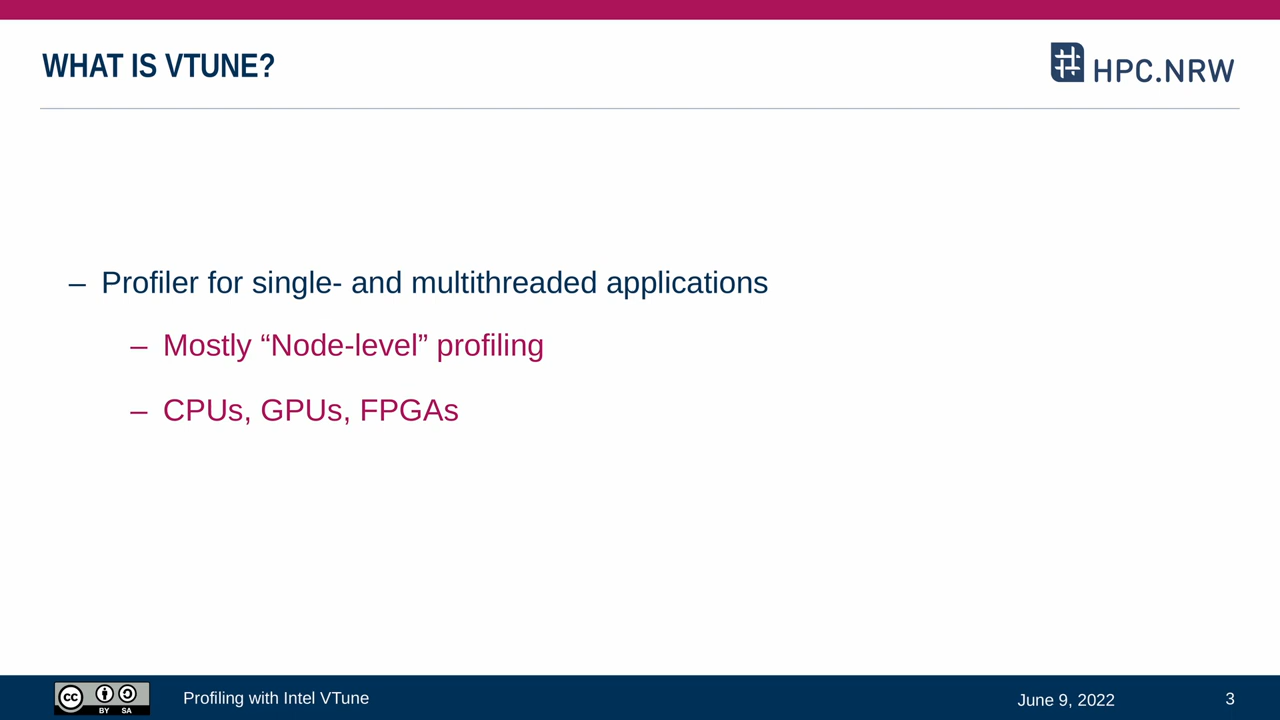 WHAT IS VTUNE?
HPC.NRW
– Profiler for single- and multithreaded applications
– Mostly “Node-level” profiling
– CPUs, GPUs, FPGAs
cc BY SA
Profiling with Intel VTune
June 9, 2022
3